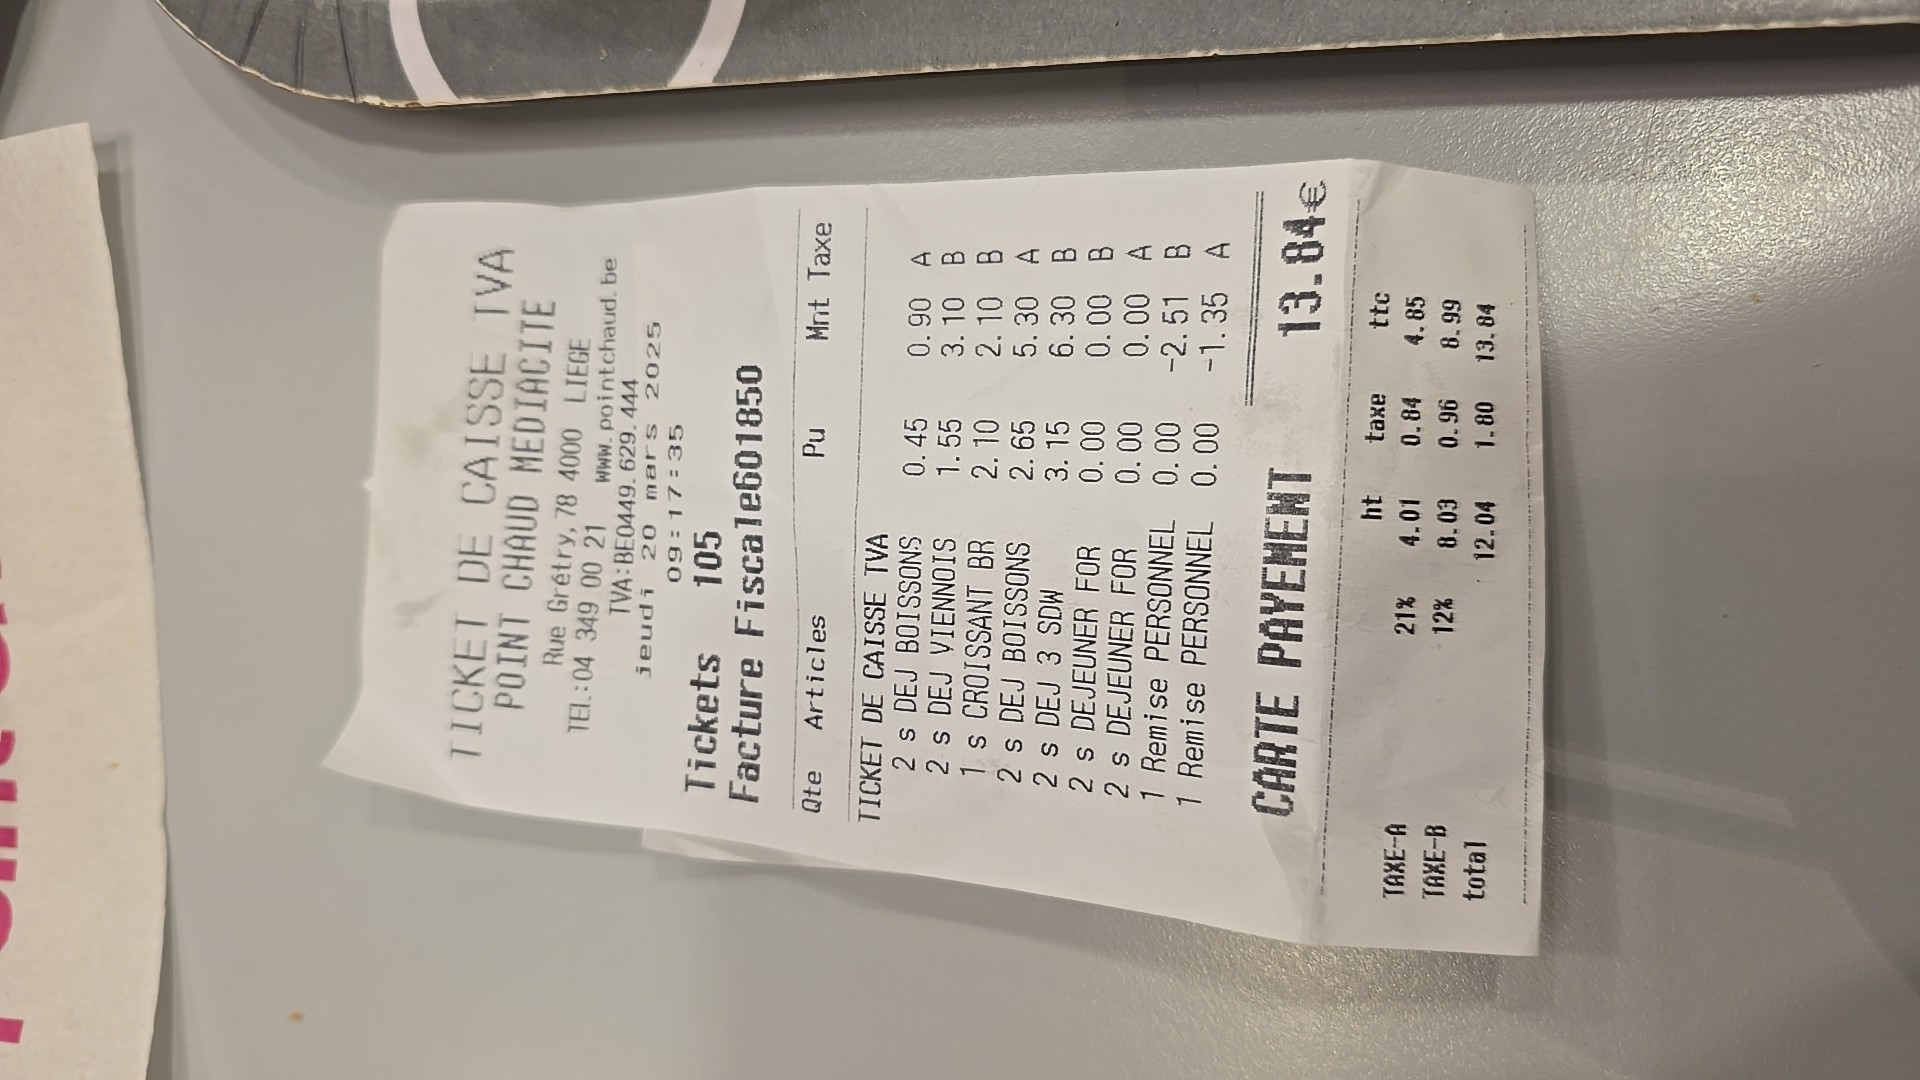 TICKET DE CAISSE TVA
POINT CHAUD MEDIACITE
Rue Grétry,78 4000 LIEGE
TEL.:04 349 00 21
www.pointchaud.be
TVA:BE0449.629.444
jeudi 20 mars 2025
09:17:35
Tickets 105
Facture Fiscale601850
Qte Articles Pu Mnt Taxe
TICKET DE CAISSE TVA
2 s DEJ BOISSONS 0.45 0.90 A
2 s DEJ VIENNOIS 1.55 3.10 B
1 s CROISSANT BR 2.10 2.10 B
2 s DEJ BOISSONS 2.65 5.30 A
2 s DEJ 3 SDW 3.15 6.30 B
2 s DEJEUNER FOR 0.00 0.00 B
2 s DEJEUNER FOR 0.00 0.00 A
1 Remise PERSONNEL 0.00 -2.51 B
1 Remise PERSONNEL 0.00 -1.35 A
CARTE PAYEMENT 13.84€
ht taxe ttc
TAXE-A 21% 4.01 0.84 4.85
TAXE-B 12% 8.03 0.96 8.99
total 12.04 1.80 13.84